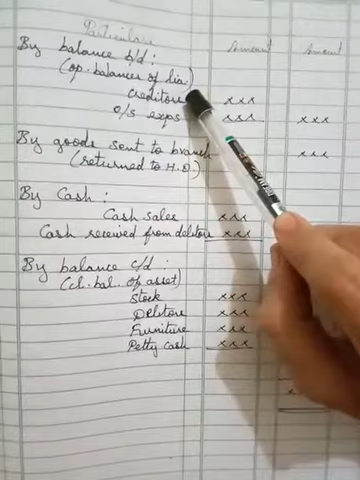 Particulars Amount Amount
By balance b/d:
(op. balances of lia)
Creditors xxx
o/s exps xxx xxx
By goods sent to branch xxx
(returned to H.O.)
By Cash:
Cash sales xxx
Cash received from debtors xxx
By balance c/d:
(cl. bal. of asset)
Stock xxx
Debtors xxx
Furniture xxx
Petty cash xxx